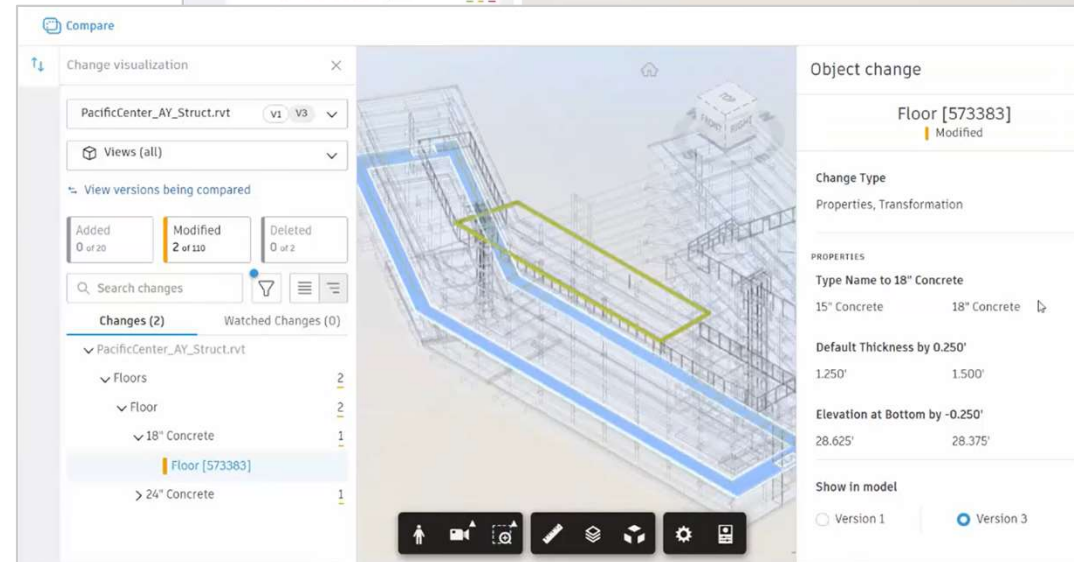 Compare
Change visualization
PacificCenter_AY_Struct.rvt V1 V3
Views (all)
View versions being compared
Added Modified Deleted
0 of 20 2 of 110 0 of 2
Search changes
Changes (2) Watched Changes (0)
PacificCenter_AY_Struct.rvt
Floors 2
Floor 2
18" Concrete 1
Floor [573383]
24" Concrete 1
TOP
FRONT RIGHT
Object change
Floor [573383]
Modified
Change Type
Properties, Transformation
PROPERTIES
Type Name to 18" Concrete
15" Concrete 18" Concrete
Default Thickness by 0.250'
1.250' 1.500'
Elevation at Bottom by -0.250'
28.625' 28.375'
Show in model
Version 1 Version 3